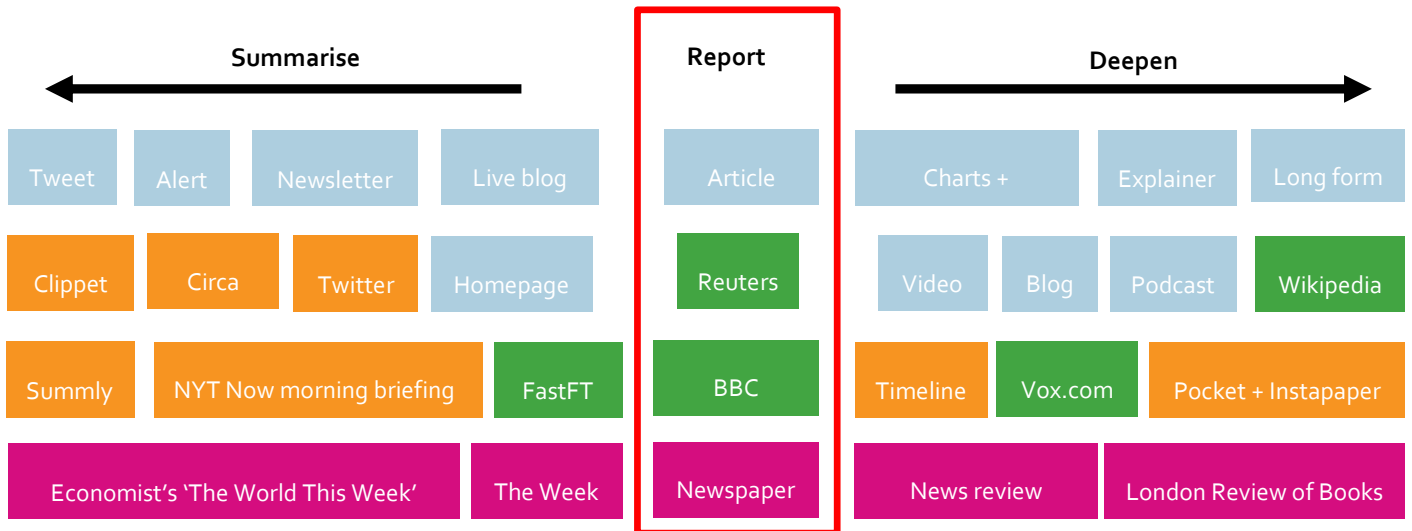 Summarise
Report
Deepen
Tweet
Alert
Newsletter
Live blog
Article
Charts +
Explainer
Long form
Clippet
Circa
Twitter
Homepage
Reuters
Video
Blog
Podcast
Wikipedia
Summly
NYT Now morning briefing
FastFT
BBC
Timeline
Vox.com
Pocket + Instapaper
Economist's ‘The World This Week’
The Week
Newspaper
News review
London Review of Books